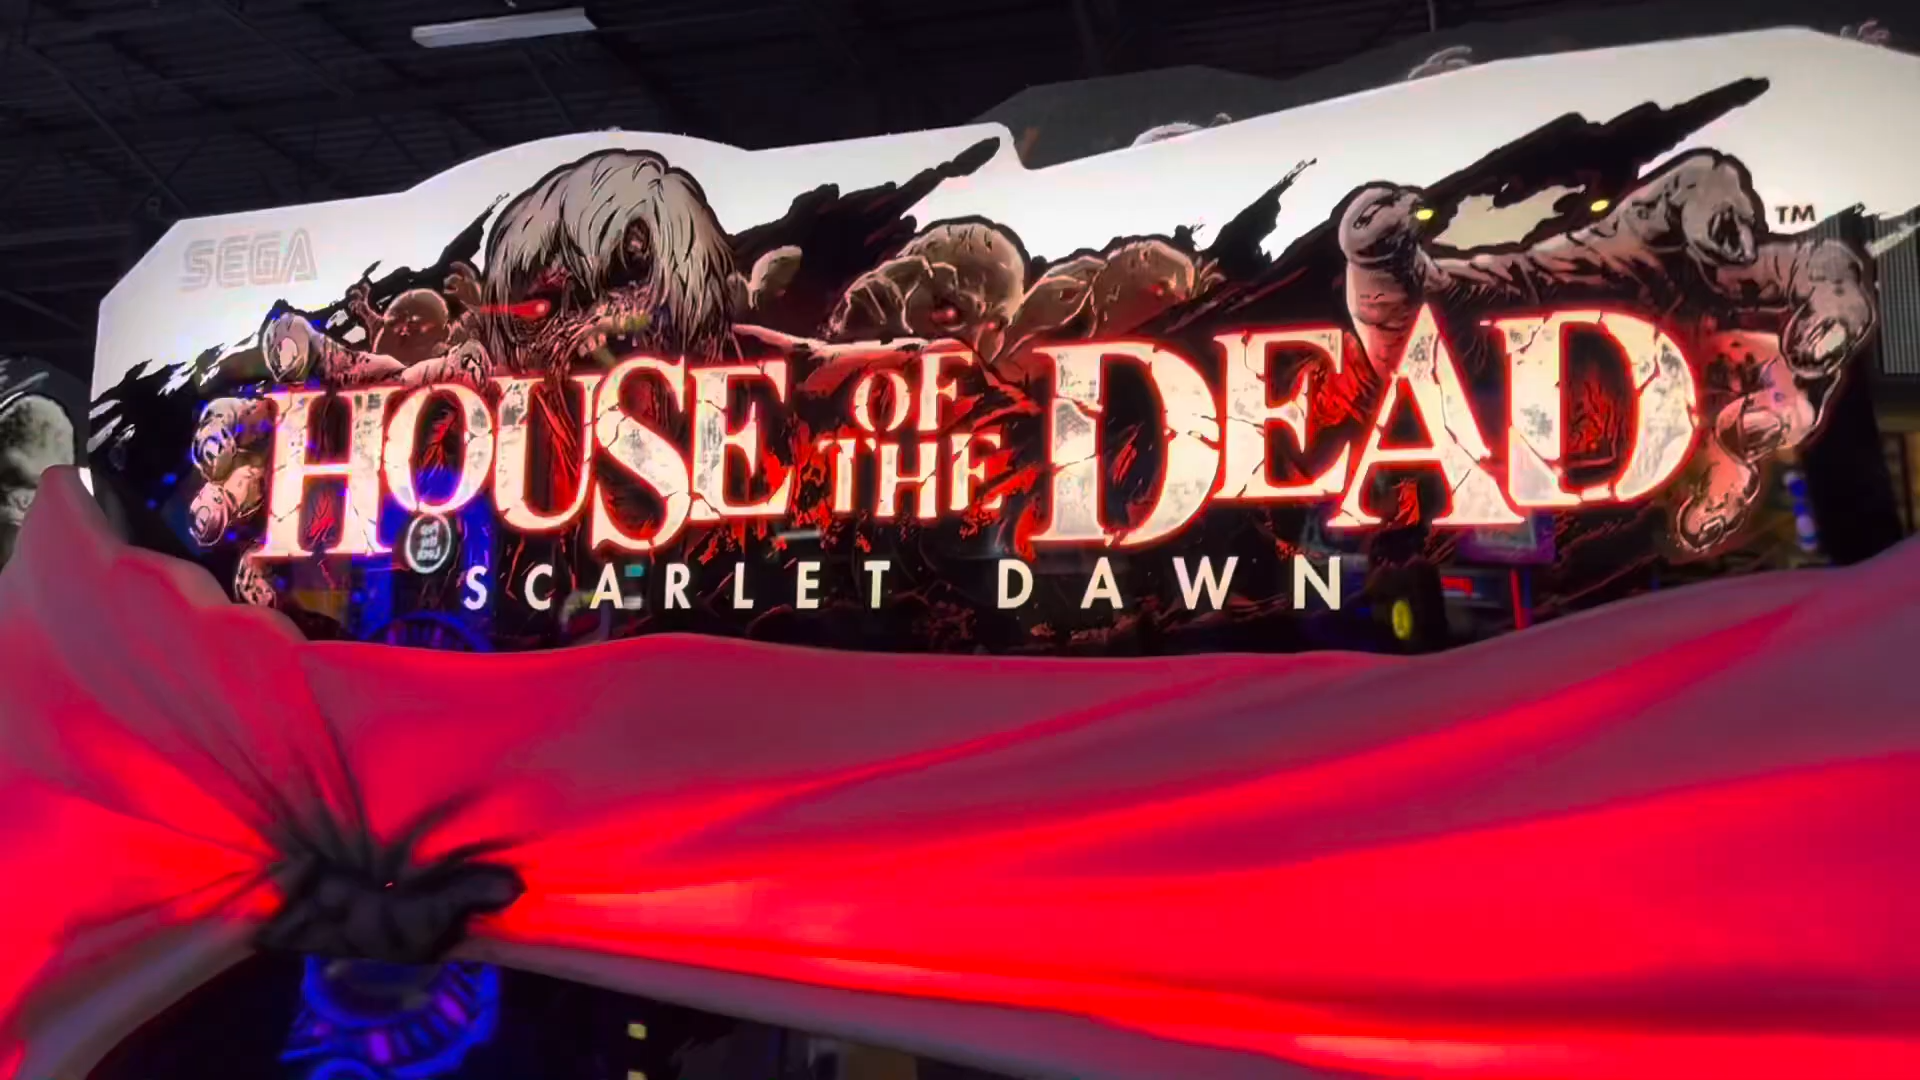 SEGA
HOUSE OF THE DEAD
TM
SCARLET DAWN